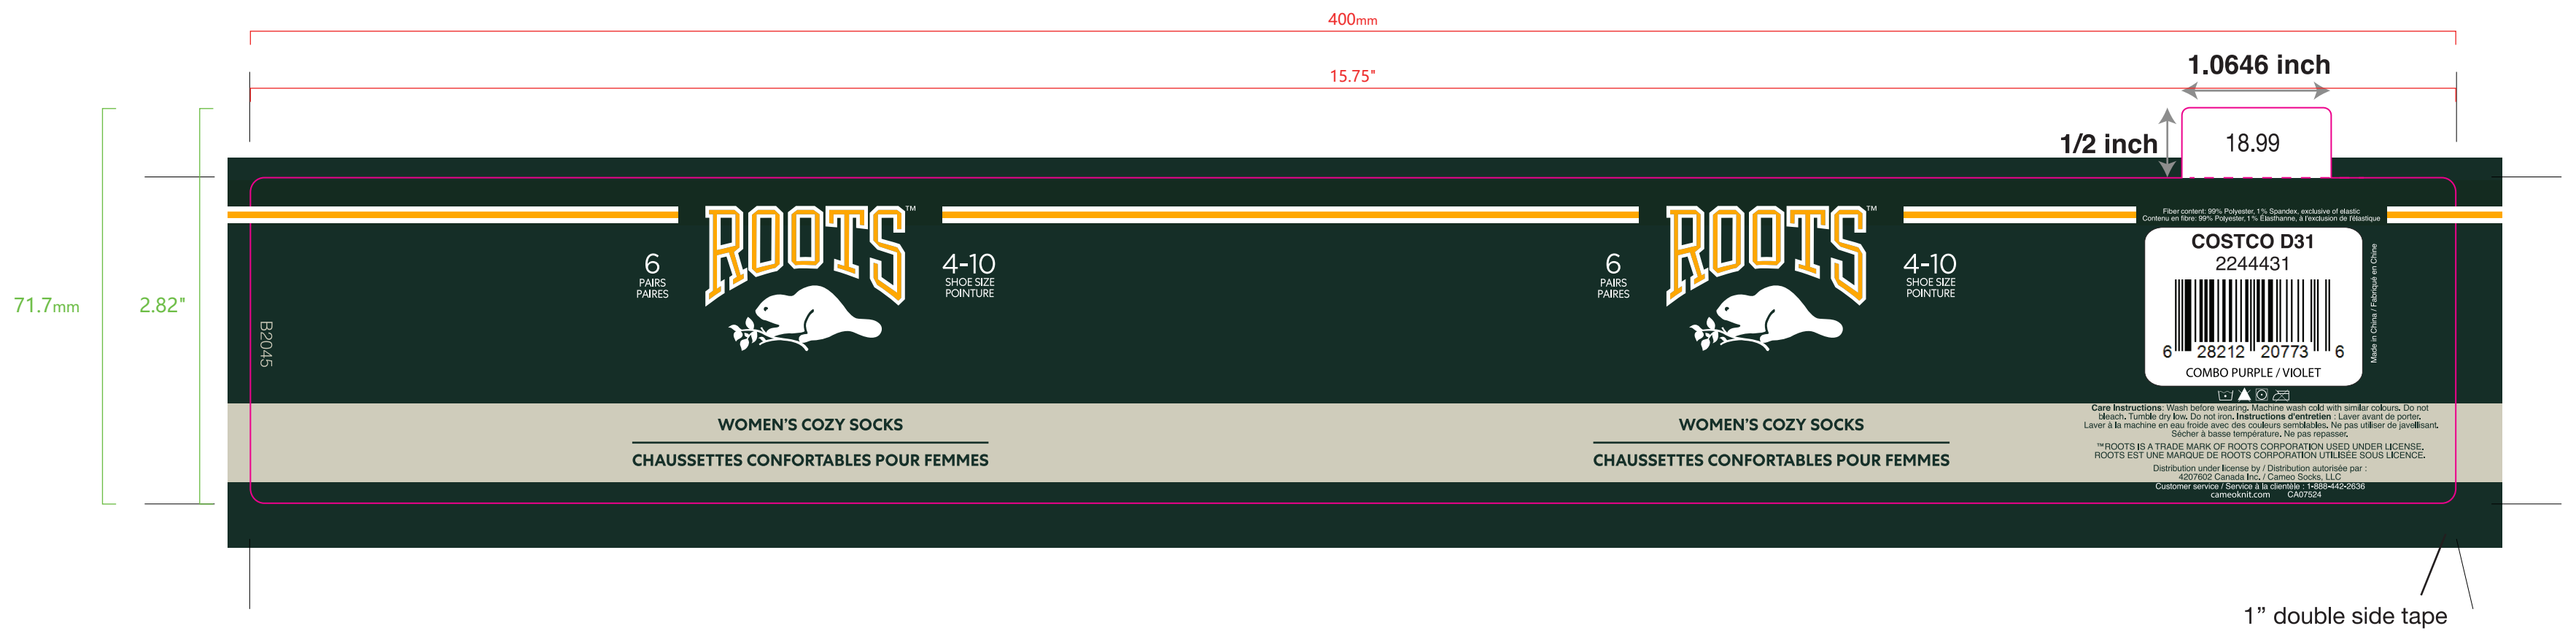 400mm
15.75"
1.0646 inch
1/2 inch
18.99
71.7mm
2.82"
B2045
6
PAIRS
PAIRES
ROOTS™
4-10
SHOE SIZE
POINTURE
WOMEN'S COZY SOCKS
CHAUSSETTES CONFORTABLES POUR FEMMES
6
PAIRS
PAIRES
ROOTS™
4-10
SHOE SIZE
POINTURE
WOMEN'S COZY SOCKS
CHAUSSETTES CONFORTABLES POUR FEMMES
Fiber content: 99% Polyester, 1% Spandex, exclusive of elastic
Contenu en fibre: 99% Polyester, 1% Élasthanne, à l'exclusion de l'élastique
COSTCO D31
2244431
6 28212 20773 6
COMBO PURPLE / VIOLET
Made in China / Fabriqué en Chine
Care Instructions: Wash before wearing. Machine wash cold with similar colours. Do not
bleach. Tumble dry low. Do not iron. Instructions d'entretien : Laver avant de porter.
Laver à la machine en eau froide avec des couleurs semblables. Ne pas utiliser de javellisant.
Sécher à basse température. Ne pas repasser.
™ROOTS IS A TRADE MARK OF ROOTS CORPORATION USED UNDER LICENSE.
ROOTS EST UNE MARQUE DE ROOTS CORPORATION UTILISÉE SOUS LICENCE.
Distribution under license by / Distribution autorisée par :
4207602 Canada Inc. / Cameo Socks, LLC
Customer service / Service à la clientèle : 1-888-442-2636
cameoknit.com CA07524
1” double side tape